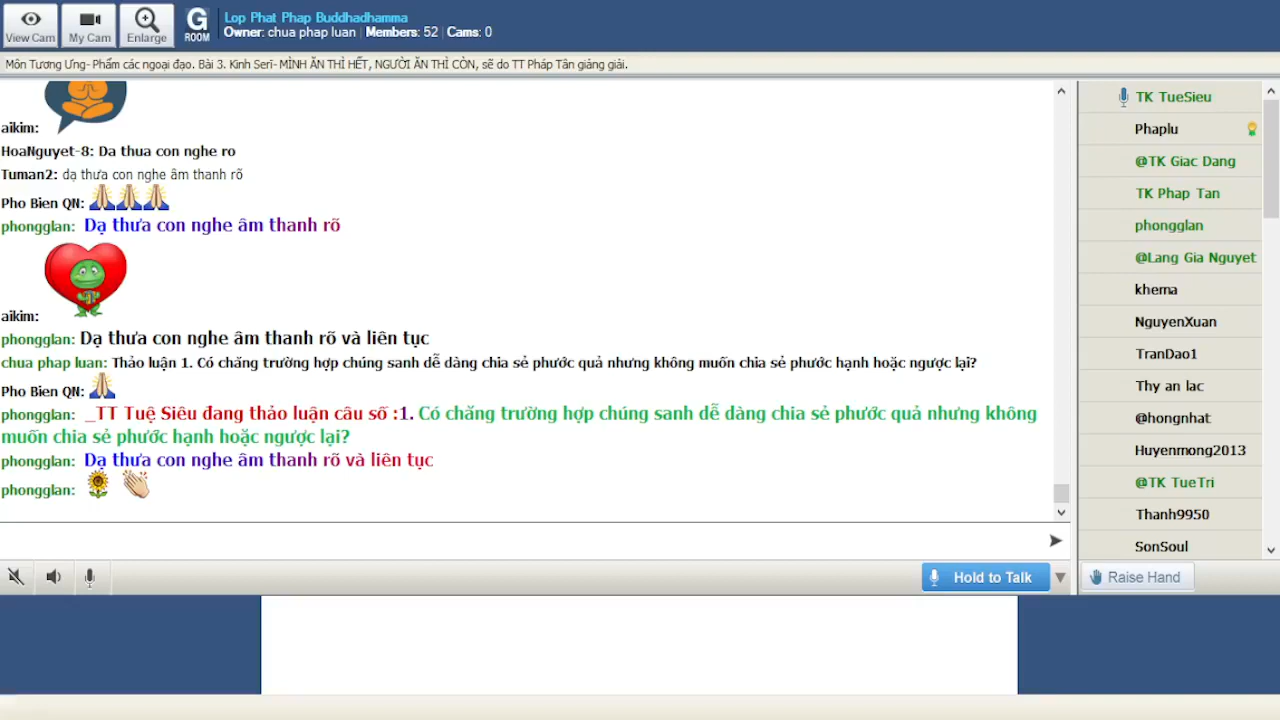 View Cam
My Cam
Enlarge
G
ROOM
Lop Phat Phap Buddhadhamma
Owner: chua phap luan | Members: 52 | Cams: 0
Môn Tương Ưng- Phẩm các ngoại đạo. Bài 3. Kinh Serī- MÌNH ĂN THÌ HẾT, NGƯỜI ĂN THÌ CÒN, sẽ do TT Pháp Tân giảng giải.
aikim:
HoaNguyet-8: Da thua con nghe ro
Tuman2: dạ thưa con nghe âm thanh rõ
Pho Bien QN:
phongglan: Dạ thưa con nghe âm thanh rõ
aikim:
phongglan: Dạ thưa con nghe âm thanh rõ và liên tục
chua phap luan: Thảo luận 1. Có chăng trường hợp chúng sanh dễ dàng chia sẻ phước quả nhưng không muốn chia sẻ phước hạnh hoặc ngược lại?
Pho Bien QN:
phongglan: _TT Tuệ Siêu đang thảo luận câu số :1. Có chăng trường hợp chúng sanh dễ dàng chia sẻ phước quả nhưng không
muốn chia sẻ phước hạnh hoặc ngược lại?
phongglan: Dạ thưa con nghe âm thanh rõ và liên tục
phongglan:
Hold to Talk
TK TueSieu
Phaplu
@TK Giac Dang
TK Phap Tan
phongglan
@Lang Gia Nguyet
khema
NguyenXuan
TranDao1
Thy an lac
@hongnhat
Huyenmong2013
@TK TueTri
Thanh9950
SonSoul
Raise Hand